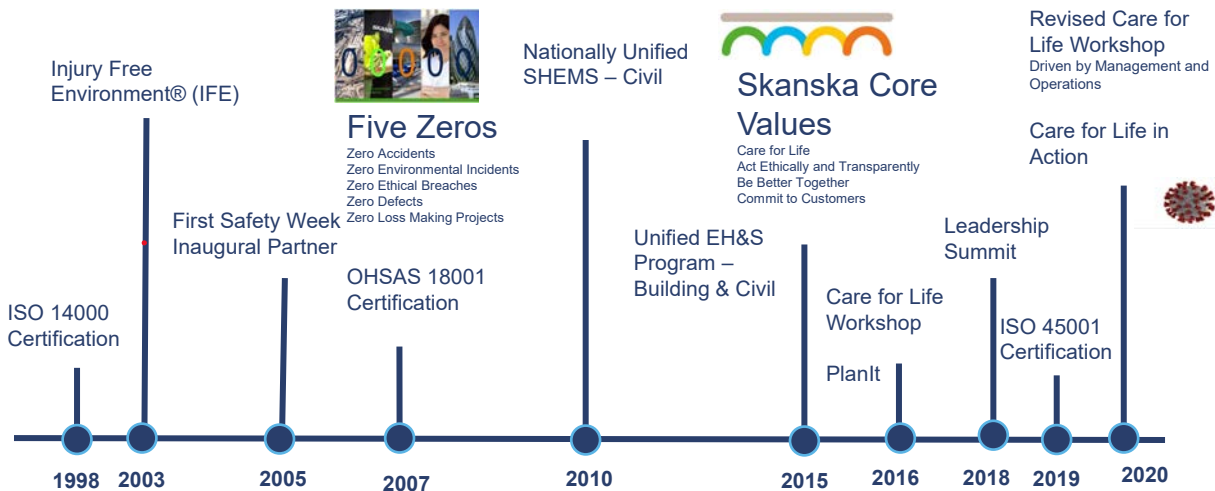 Injury Free
Environment® (IFE)
Five Zeros
Zero Accidents
Zero Environmental Incidents
Zero Ethical Breaches
Zero Defects
Zero Loss Making Projects
Nationally Unified
SHEMS – Civil
Skanska Core
Values
Care for Life
Act Ethically and Transparently
Be Better Together
Commit to Customers
Revised Care for
Life Workshop
Driven by Management and
Operations
Care for Life in
Action
First Safety Week
Inaugural Partner
OHSAS 18001
Certification
Unified EH&S
Program –
Building & Civil
Leadership
Summit
ISO 14000
Certification
Care for Life
Workshop
PlanIt
ISO 45001
Certification
1998
2003
2005
2007
2010
2015
2016
2018
2019
2020